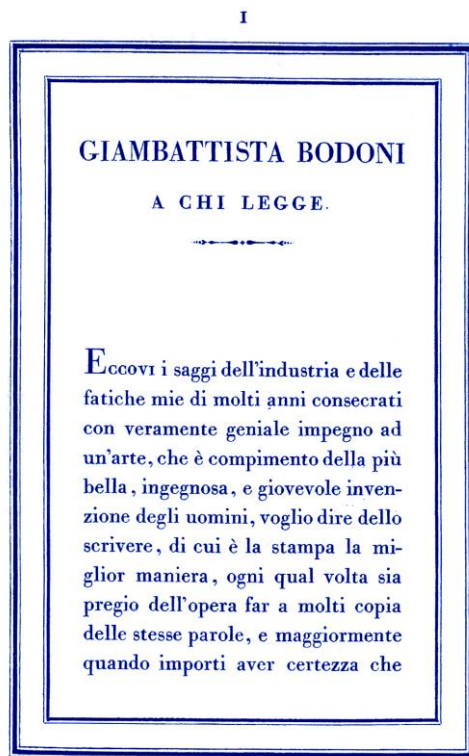 I
GIAMBATTISTA BODONI
A CHI LEGGE.
Eccovi i saggi dell'industria e delle
fatiche mie di molti anni consecrati
con veramente geniale impegno ad
un'arte, che è compimento della più
bella, ingegnosa, e giovevole inven-
zione degli uomini, voglio dire dello
scrivere, di cui è la stampa la mi-
glior maniera, ogni qual volta sia
pregio dell'opera far a molti copia
delle stesse parole, e maggiormente
quando importi aver certezza che